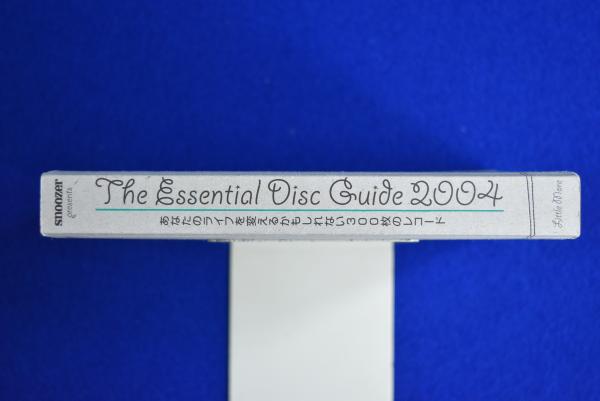 snoozer
presents
The Essential Disc Guide 2004
あなたのライフを変えるかもしれない300枚のレコード
Little More